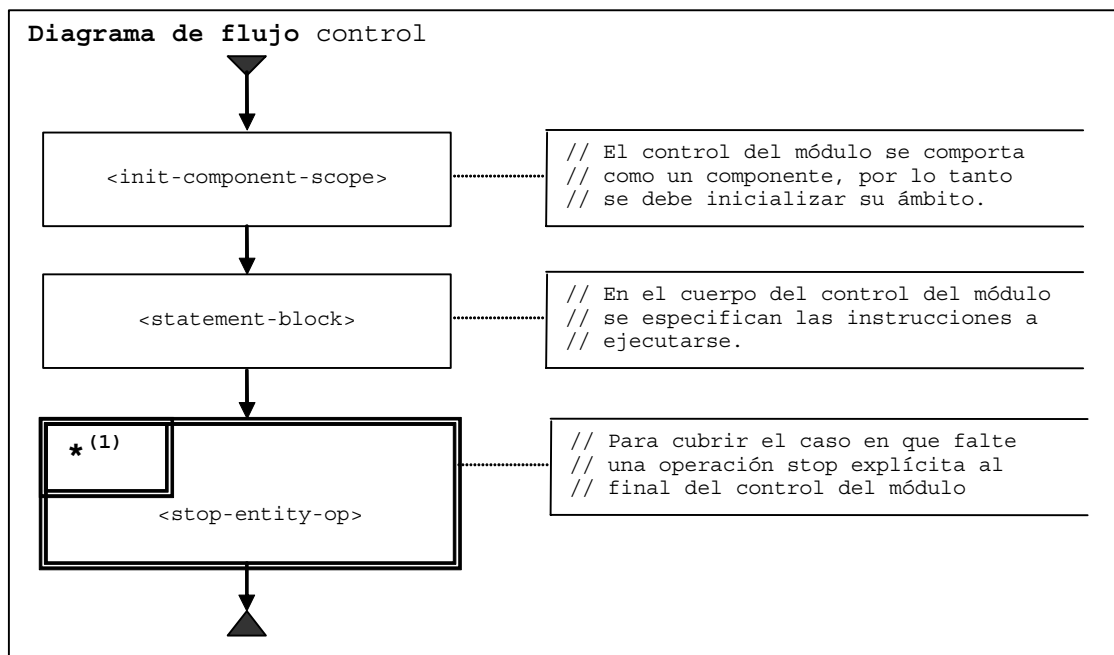 Diagrama de flujo control
<init-component-scope>
// El control del módulo se comporta
// como un componente, por lo tanto
// se debe inicializar su ámbito.
<statement-block>
// En el cuerpo del control del módulo
// se especifican las instrucciones a
// ejecutarse.
*(1)
<stop-entity-op>
// Para cubrir el caso en que falte
// una operación stop explícita al
// final del control del módulo